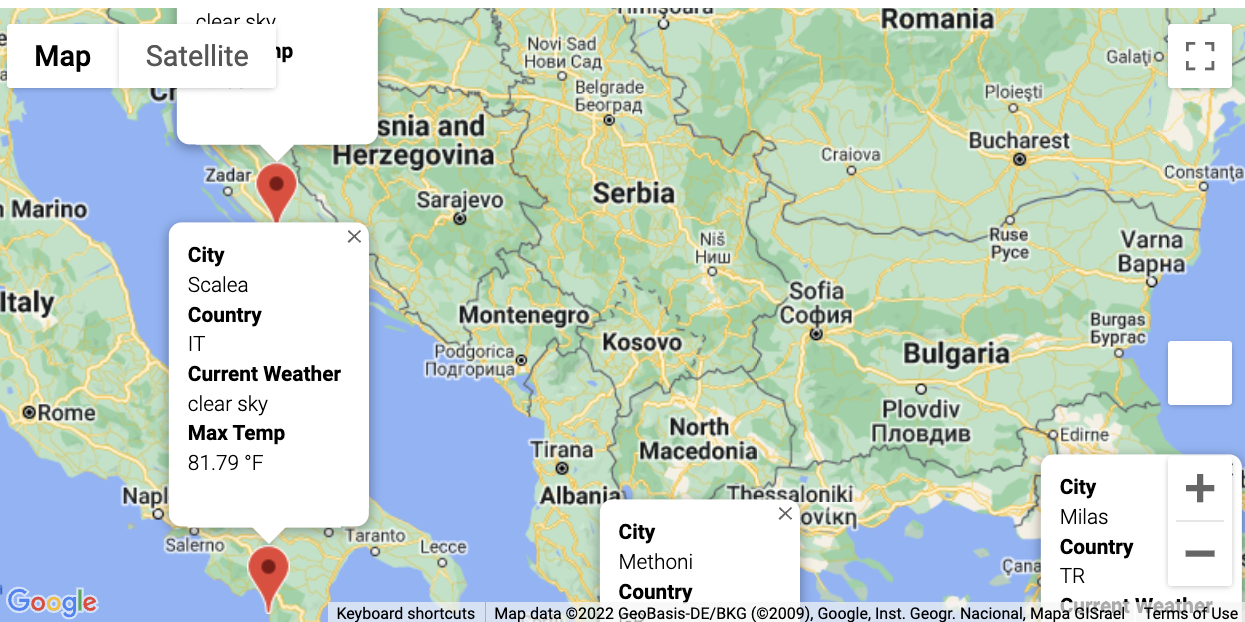 clear sky
Map
Satellite
mp
Timișoara
Romania
Novi Sad
Нови Сад
Galați
Belgrade
Београд
Ploiești
snia and
Herzegovina
Bucharest
Craiova
Zadar
Constanța
Sarajevo
Serbia
n Marino
Niš
Ниш
Ruse
Русе
Varna
Варна
City
Scalea
Country
IT
Current Weather
clear sky
Max Temp
81.79 °F
Italy
Sofia
София
Montenegro
Kosovo
Burgas
Бургас
Podgorica
Подгорица
Bulgaria
Rome
Plovdiv
Пловдив
North
Macedonia
Edirne
Tirana
Napl
Albania
Thessaloniki
ονίκη
Salerno
Taranto
Lecce
City
Methoni
Country
City
Milas
Country
TR
Current Weather
Çana
Google
Keyboard shortcuts
Map data ©2022 GeoBasis-DE/BKG (©2009), Google, Inst. Geogr. Nacional, Mapa GISrael
Terms of Use